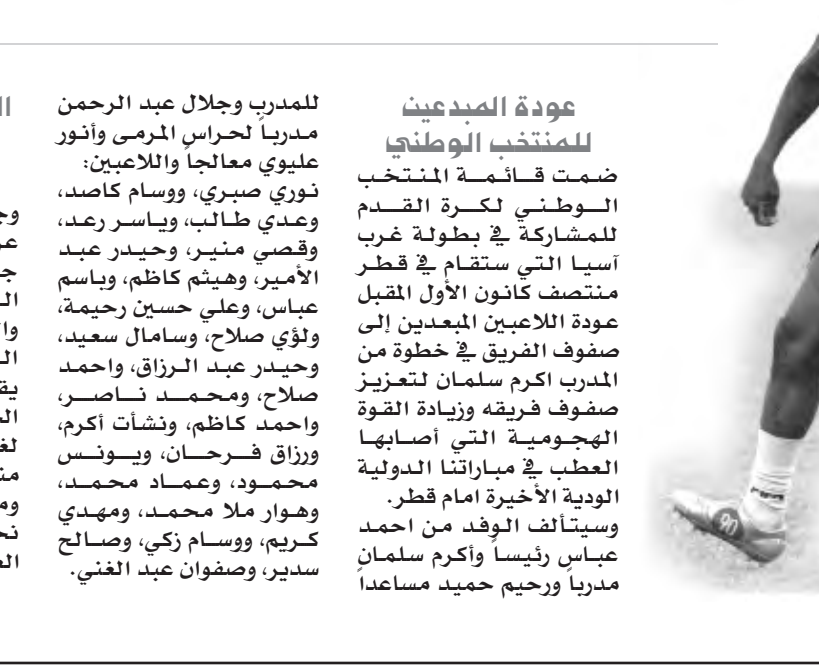 عودة المبدعين
للمنتخب الوطني
ضمت قائمة المنتخب
الوطني لكرة القدم
للمشاركة في بطولة غرب
آسيا التي ستقام في قطر
منتصف كانون الأول المقبل
عودة اللاعبين المبعدين إلى
صفوف الفريق في خطوة من
المدرب اكرم سلمان لتعزيز
صفوف فريقه وزيادة القوة
الهجومية التي أصابها
العطب في مباراتنا الدولية
الودية الأخيرة امام قطر.
وسيتألف الوفد من احمد
عباس رئيساً وأكرم سلمان
مدرباً ورحيم حميد مساعداً
للمدرب وجلال عبد الرحمن
مدرباً لحراس المرمى وأنور
عليوي معالجاً واللاعبين:
نوري صبري، ووسام كاصد،
وعدي طالب، وياسر رعد،
وقصي منير، وحيدر عبد
الأمير، وهيثم كاظم، وباسم
عباس، وعلي حسين رحيمة،
ولؤي صلاح، وسامال سعيد،
وحيدر عبد الرزاق، واحمد
صلاح، ومحمد ناصر،
واحمد كاظم، ونشأت أكرم،
ورزاق فرحان، ويونس
محمود، وعماد محمد،
وهوار ملا محمد، ومهدي
كريم، ووسام زكي، وصالح
سدير، وصفوان عبد الغني.